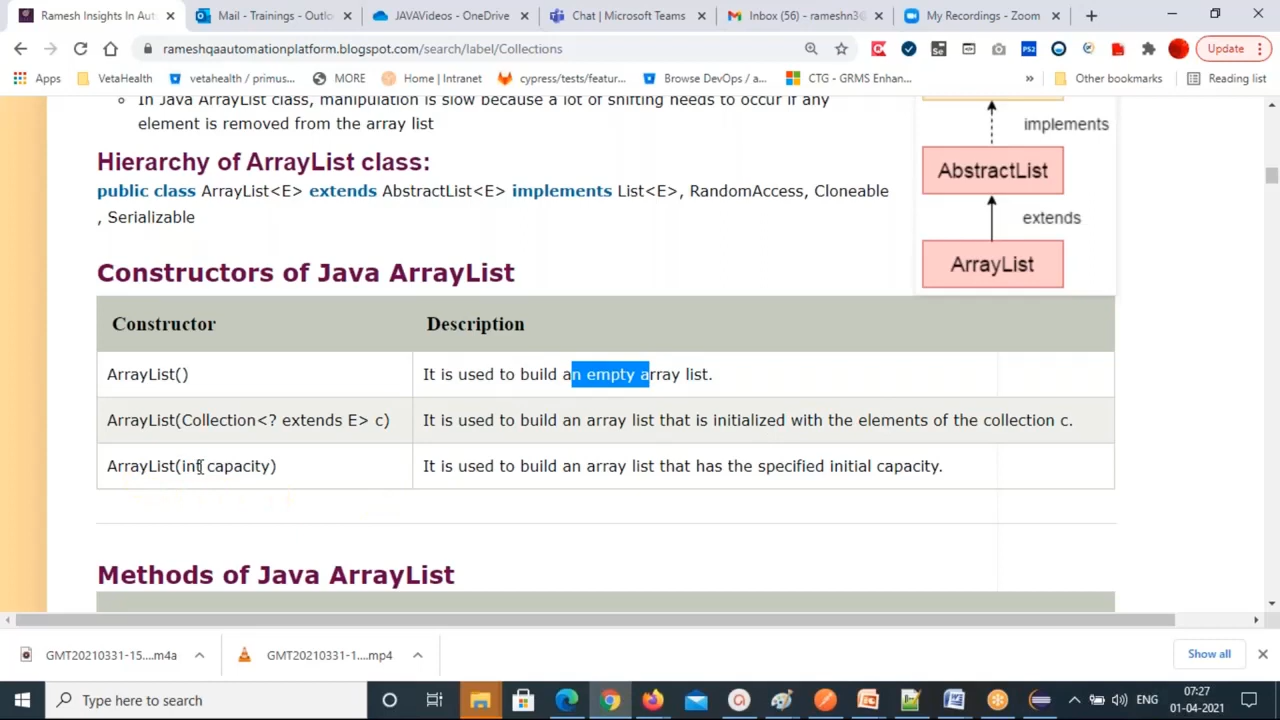 Ramesh Insights In Aut
Mail - Trainings - Outlo
JAVAVideos - OneDrive
Chat | Microsoft Teams
Inbox (56) - rameshn3@
My Recordings - Zoom
rameshqaautomationplatform.blogspot.com/search/label/Collections
Update
Apps
VetaHealth
vetahealth / primus...
MORE
Home | Intranet
cypress/tests/featur...
Browse DevOps / a...
CTG - GRMS Enhan...
»
Other bookmarks
Reading list
In Java ArrayList class, manipulation is slow because a lot of shifting needs to occur if any
element is removed from the array list
implements
AbstractList
extends
ArrayList
Hierarchy of ArrayList class:
public class ArrayList<E> extends AbstractList<E> implements List<E>, RandomAccess, Cloneable
, Serializable
Constructors of Java ArrayList
Constructor Description
ArrayList() It is used to build an empty array list.
ArrayList(Collection<? extends E> c) It is used to build an array list that is initialized with the elements of the collection c.
ArrayList(int capacity) It is used to build an array list that has the specified initial capacity.
Methods of Java ArrayList
GMT20210331-15....m4a
GMT20210331-1....mp4
Show all
Type here to search
ENG
07:27
01-04-2021